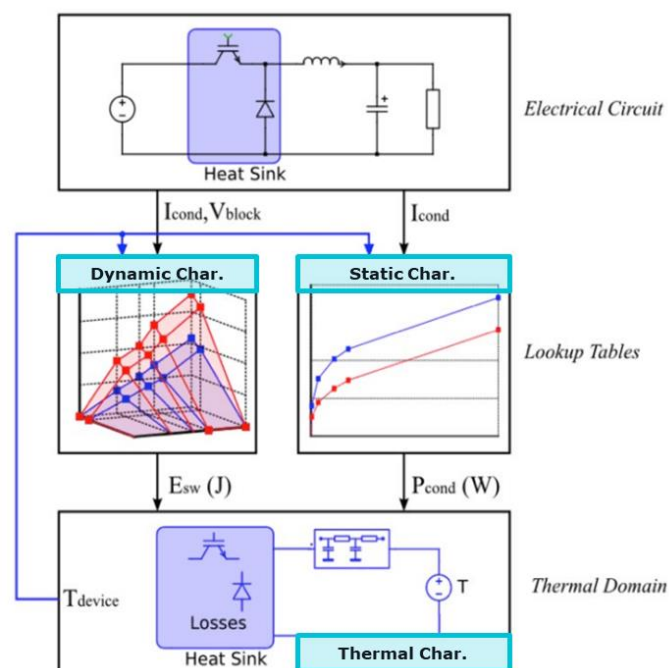 Electrical Circuit
Heat Sink
Icond,Vblock
Icond
Dynamic Char.
Static Char.
Lookup Tables
Esw (J)
Pcond (W)
Tdevice
T
Thermal Domain
Losses
Heat Sink
Thermal Char.